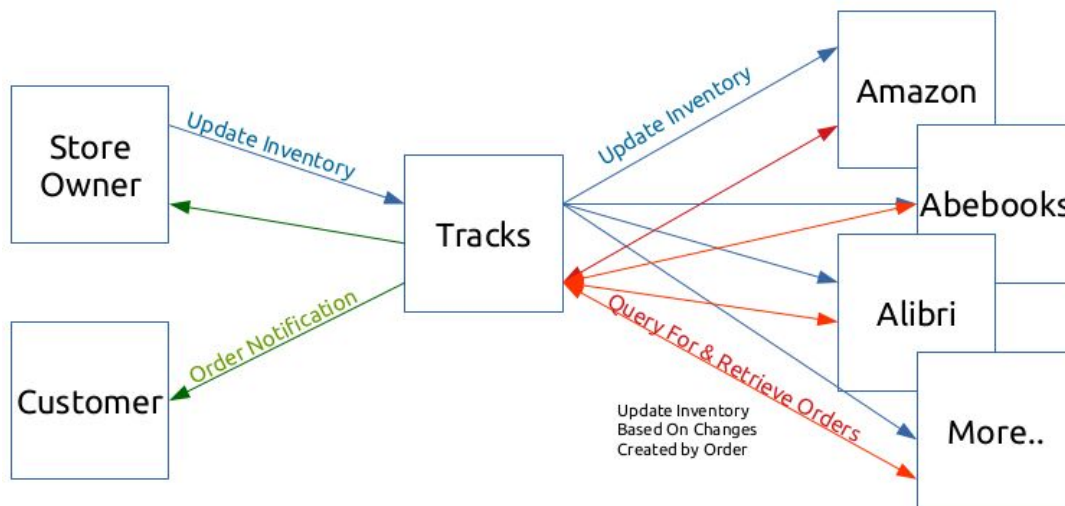 Store
Owner
Update Inventory
Tracks
Update Inventory
Amazon
Abebooks
Alibri
More..
Query For & Retrieve Orders
Update Inventory
Based On Changes
Created by Order
Order Notification
Customer